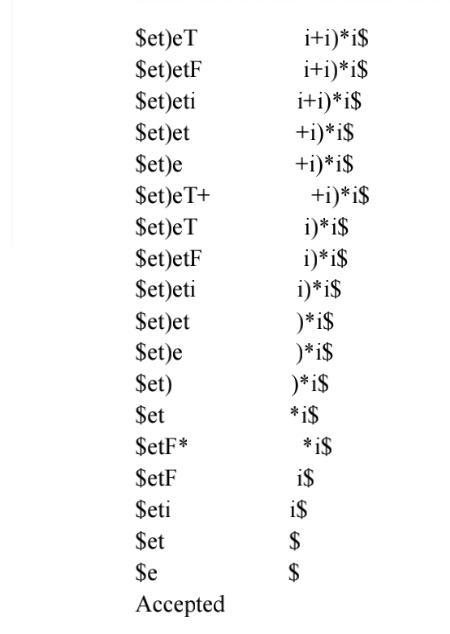 $et)eT i+i)*i$
$et)etF i+i)*i$
$et)eti i+i)*i$
$et)et +i)*i$
$et)e +i)*i$
$et)eT+ +i)*i$
$et)eT i)*i$
$et)etF i)*i$
$et)eti i)*i$
$et)et )*i$
$et)e )*i$
$et) )*i$
$et *i$
$etF* *i$
$etF i$
$eti i$
$et $
$e $
Accepted